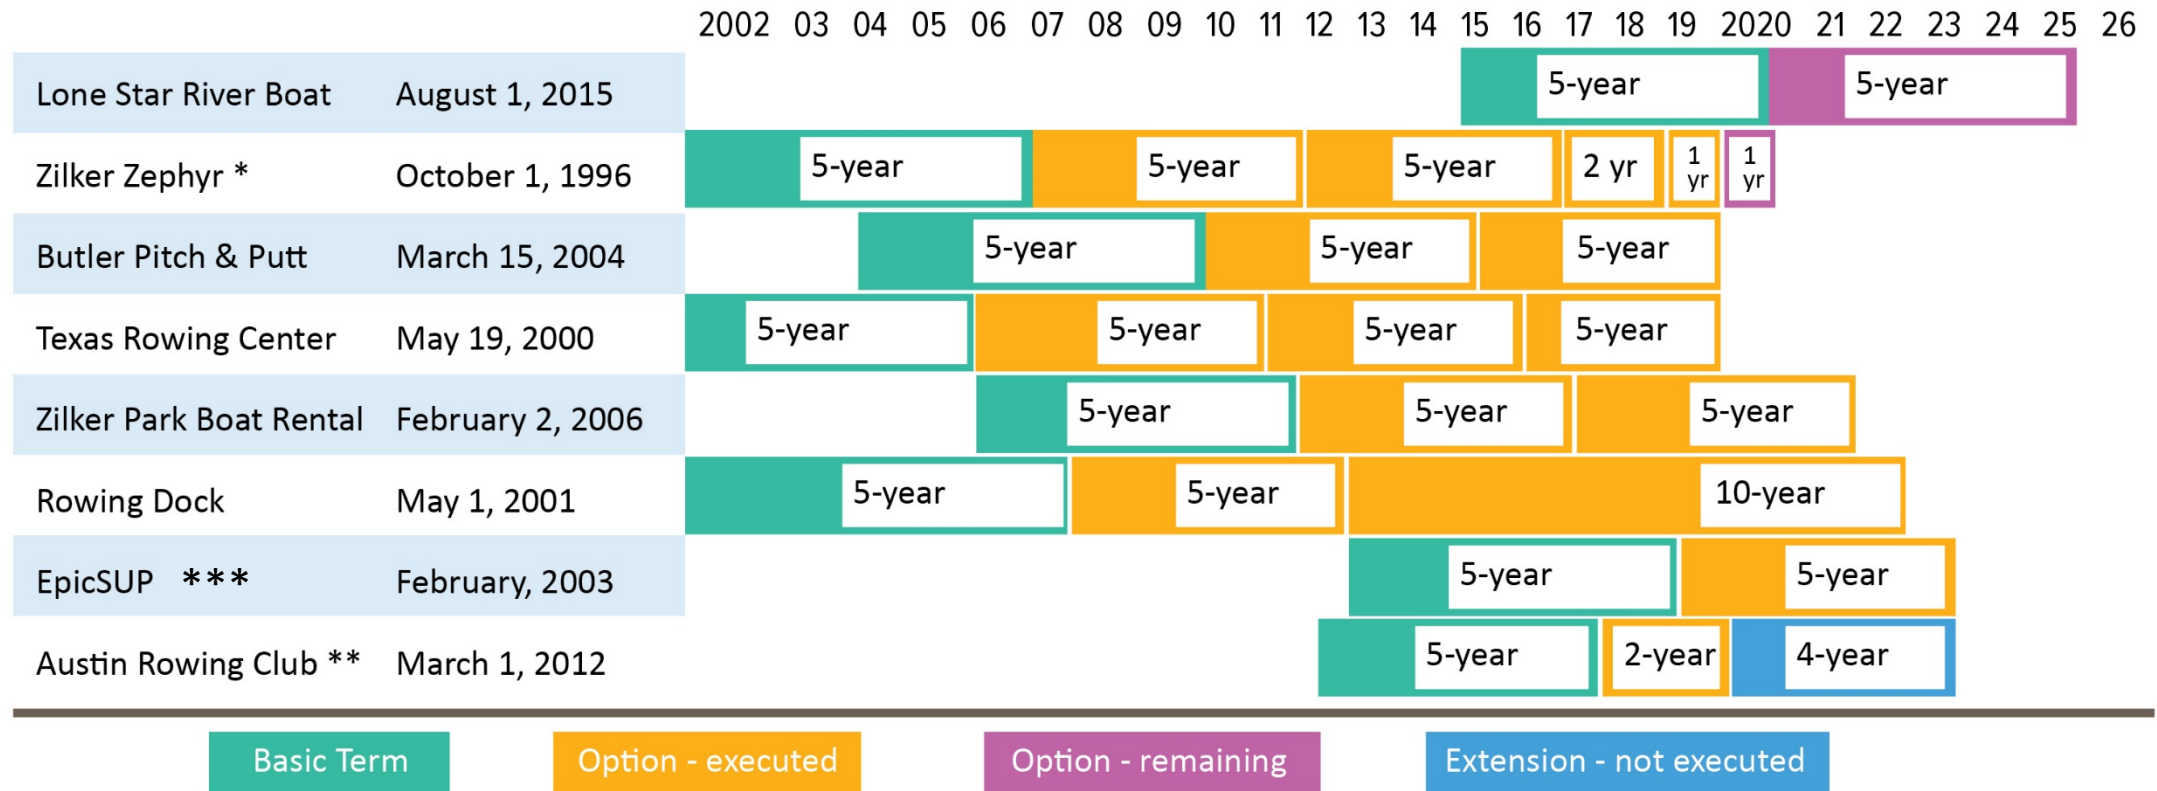 2002 03 04 05 06 07 08 09 10 11 12 13 14 15 16 17 18 19 2020 21 22 23 24 25 26
Lone Star River Boat August 1, 2015 5-year 5-year
Zilker Zephyr * October 1, 1996 5-year 5-year 5-year 2 yr 1 yr 1 yr
Butler Pitch & Putt March 15, 2004 5-year 5-year 5-year
Texas Rowing Center May 19, 2000 5-year 5-year 5-year 5-year
Zilker Park Boat Rental February 2, 2006 5-year 5-year 5-year
Rowing Dock May 1, 2001 5-year 5-year 10-year
EpicSUP *** February, 2003 5-year 5-year
Austin Rowing Club ** March 1, 2012 5-year 2-year 4-year
Basic Term Option - executed Option - remaining Extension - not executed